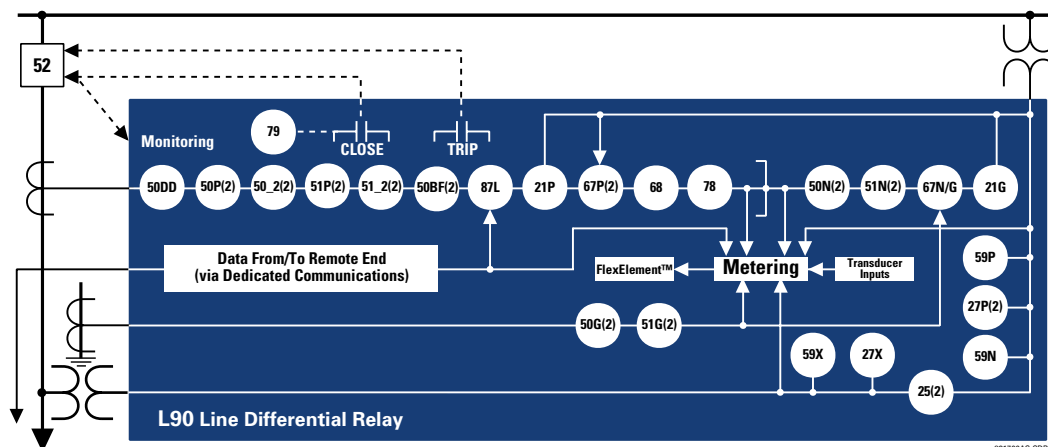 52
Monitoring
79
CLOSE
TRIP
50DD
50P(2)
50_2(2)
51P(2)
51_2(2)
50BF(2)
87L
21P
67P(2)
68
78
50N(2)
51N(2)
67N/G
21G
Data From/To Remote End
(via Dedicated Communications)
FlexElement™
Metering
Transducer
Inputs
59P
27P(2)
59N
50G(2)
51G(2)
59X
27X
25(2)
L90 Line Differential Relay